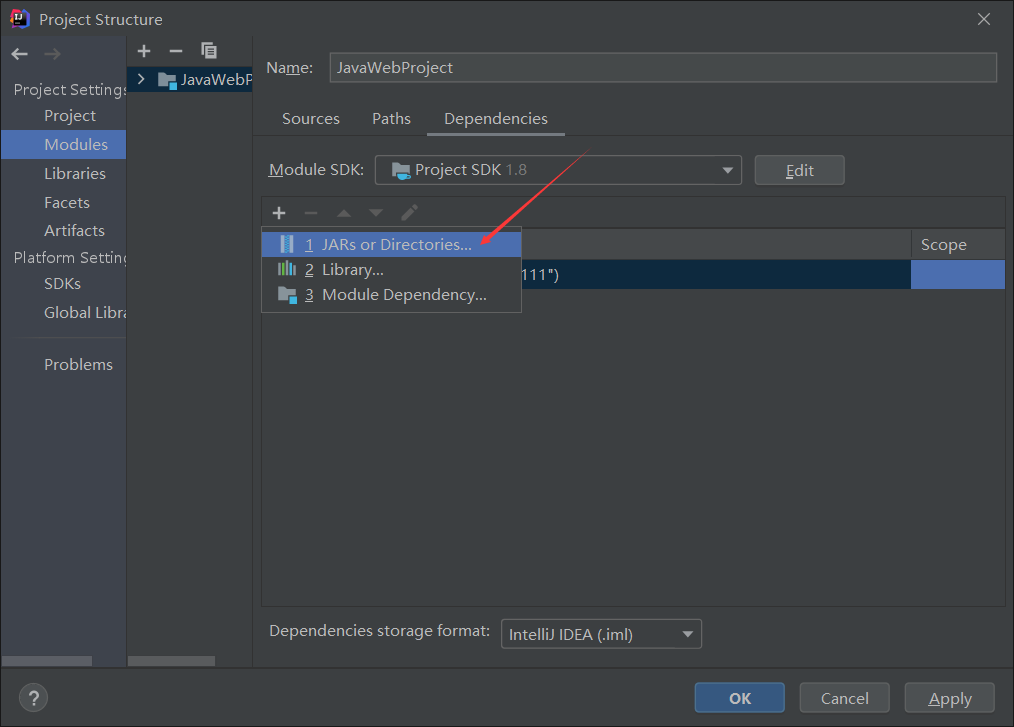 Project Structure
Name: JavaWebProject
Project Settings
Project
Modules
Libraries
Facets
Artifacts
Platform Setting
SDKs
Global Libra
Problems
JavaWebP
Sources Paths Dependencies
Module SDK: Project SDK 1.8 Edit
1 JARs or Directories...
2 Library...
3 Module Dependency...
Scope
111")
Dependencies storage format: IntelliJ IDEA (.iml)
? OK Cancel Apply